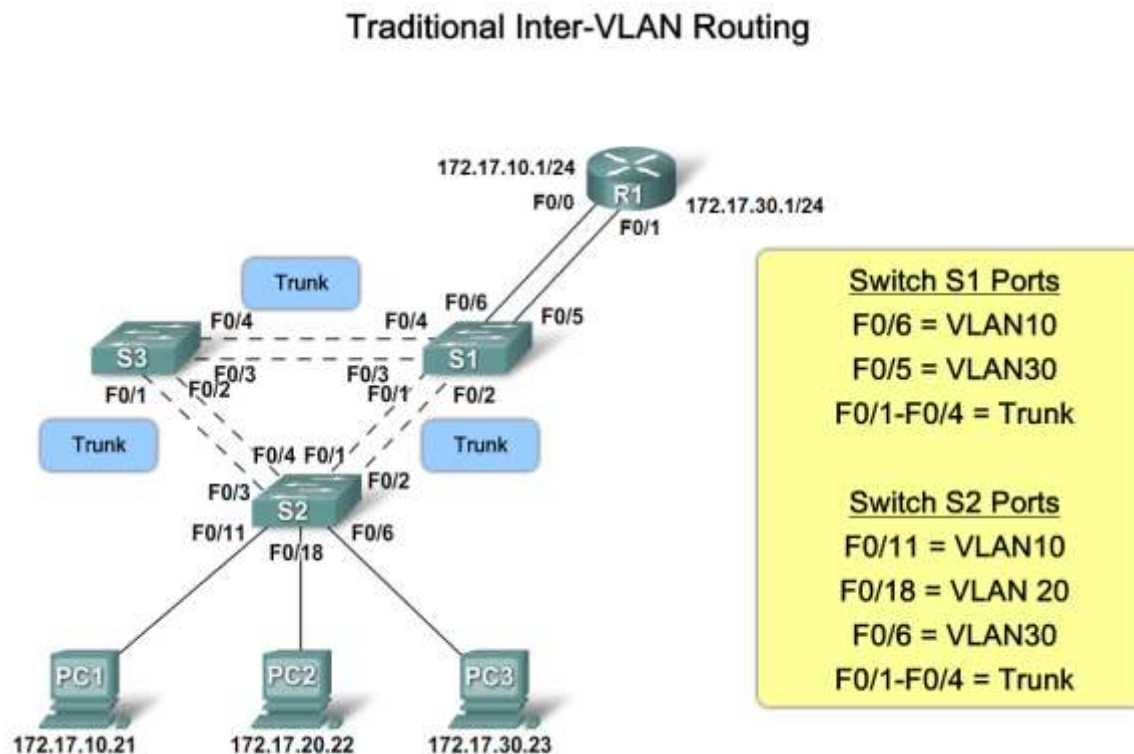 Traditional Inter-VLAN Routing
172.17.10.1/24
R1
F0/0
172.17.30.1/24
F0/1
Trunk
F0/6
F0/4
F0/4
F0/5
S3
S1
F0/3
F0/3
F0/2
F0/1
F0/1
F0/2
Trunk
Trunk
F0/4
F0/1
F0/3
F0/2
S2
F0/11
F0/6
F0/18
PC1
PC2
PC3
172.17.10.21
172.17.20.22
172.17.30.23
Switch S1 Ports
F0/6 = VLAN10
F0/5 = VLAN30
F0/1-F0/4 = Trunk
Switch S2 Ports
F0/11 = VLAN10
F0/18 = VLAN 20
F0/6 = VLAN30
F0/1-F0/4 = Trunk